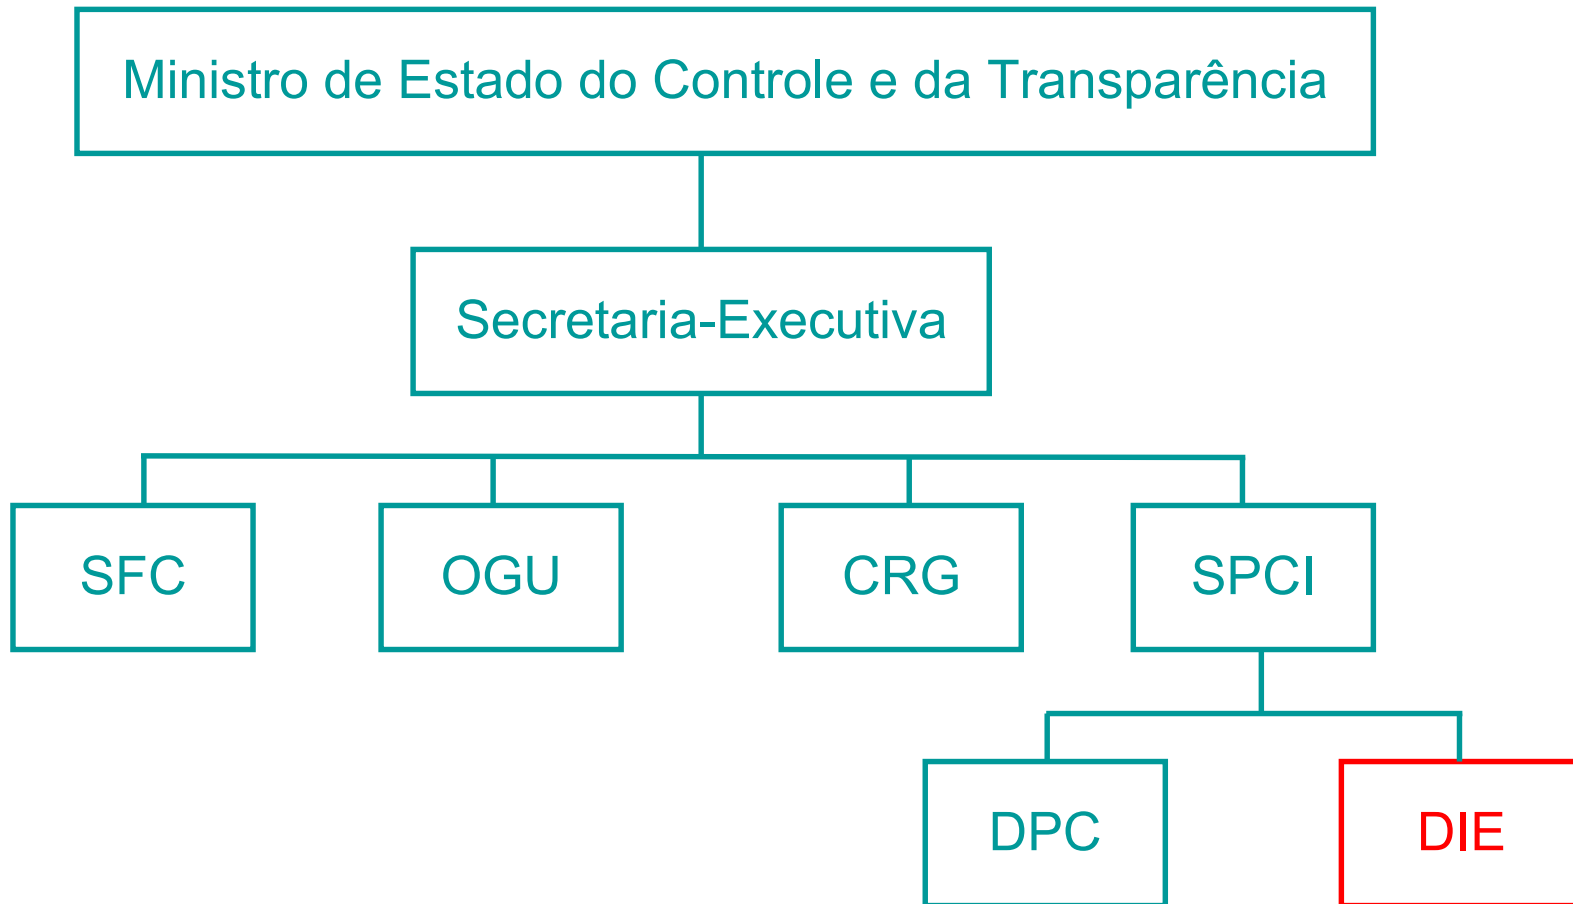 Ministro de Estado do Controle e da Transparência
Secretaria-Executiva
SFC
OGU
CRG
SPCI
DPC
DIE